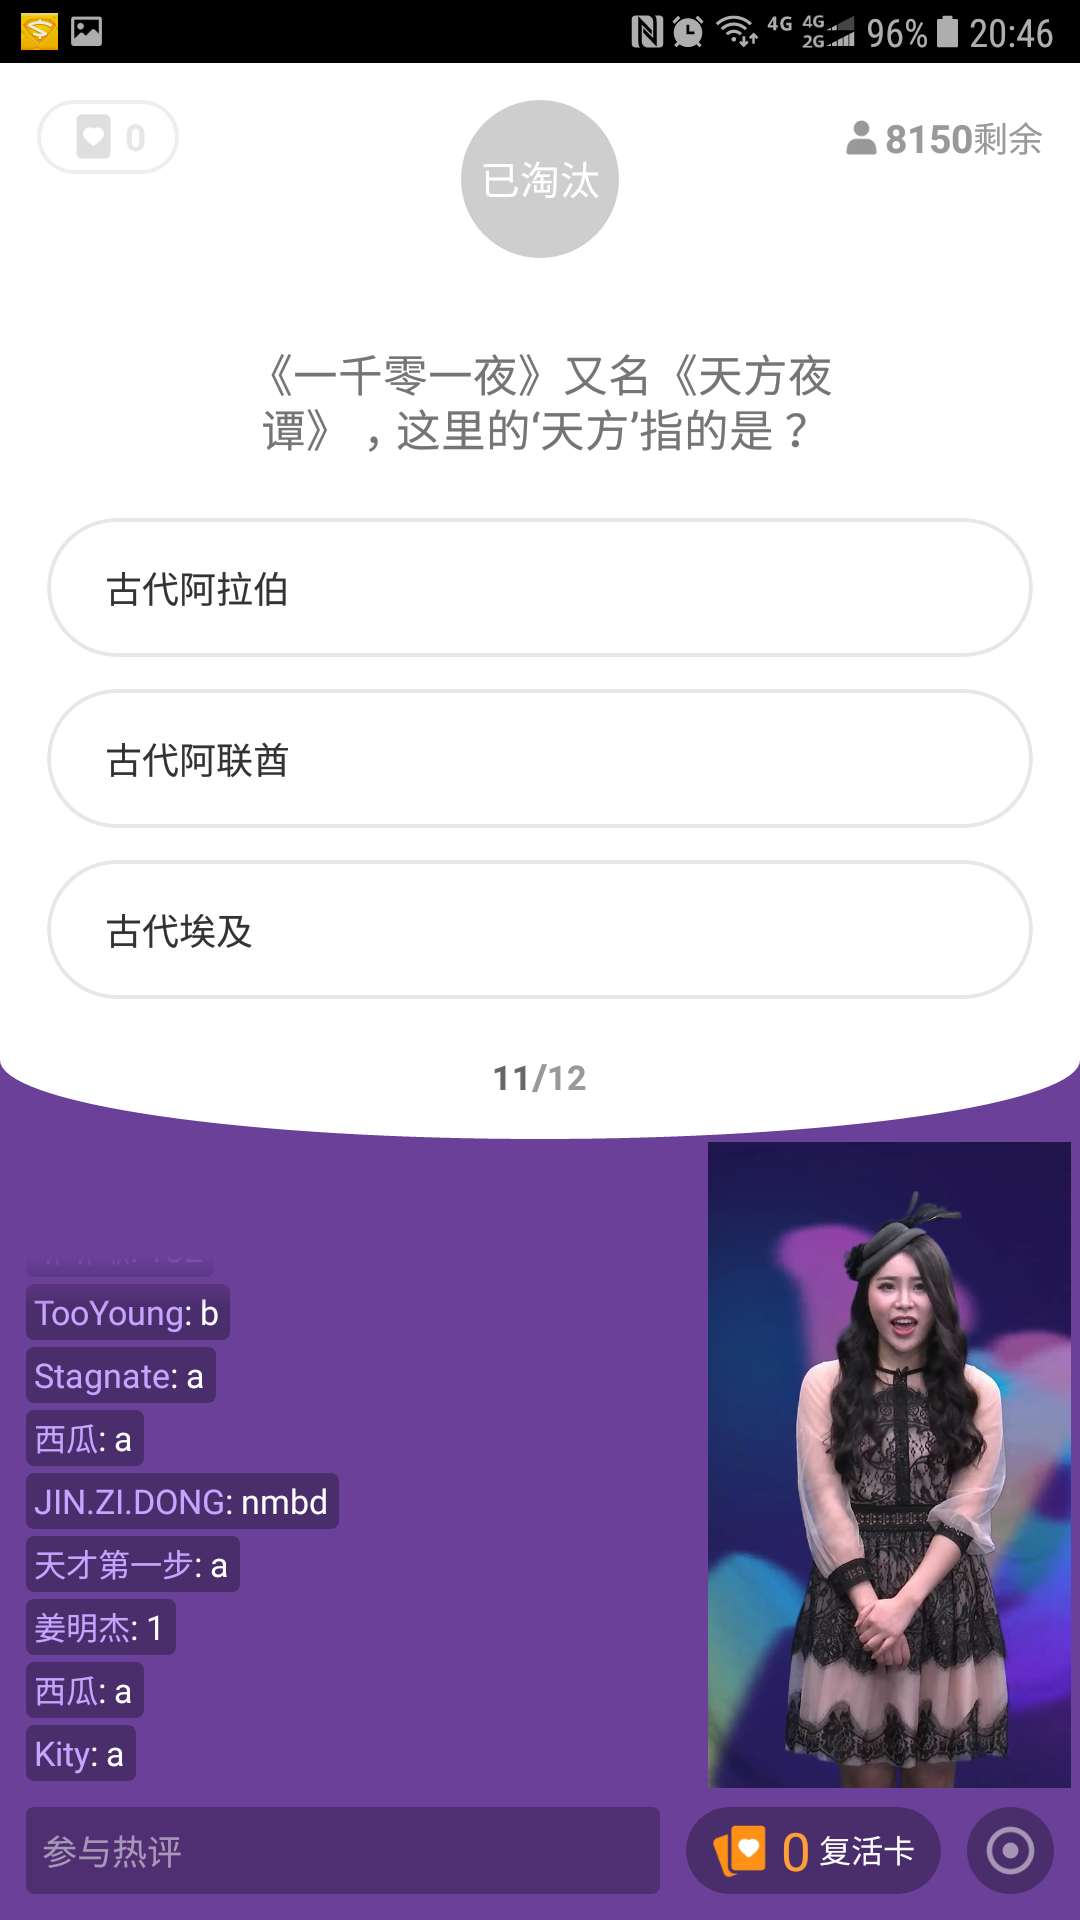 4G 4G 2G 96% 20:46
0
已淘汰
8150剩余
《一千零一夜》又名《天方夜
谭》，这里的‘天方’指的是？
古代阿拉伯
古代阿联酋
古代埃及
11/12
TooYoung: b
Stagnate: a
西瓜: a
JIN.ZI.DONG: nmbd
天才第一步: a
姜明杰: 1
西瓜: a
Kity: a
参与热评
0 复活卡